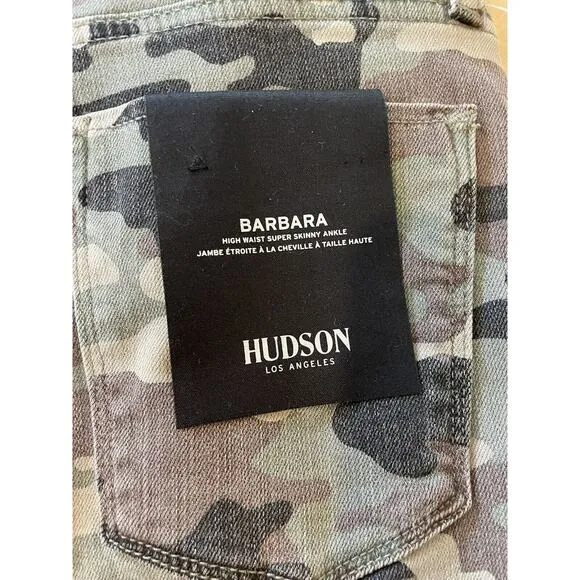 BARBARA
HIGH WAIST SUPER SKINNY ANKLE
JAMBE ÉTROITE À LA CHEVILLE À TAILLE HAUTE
HUDSON
LOS ANGELES